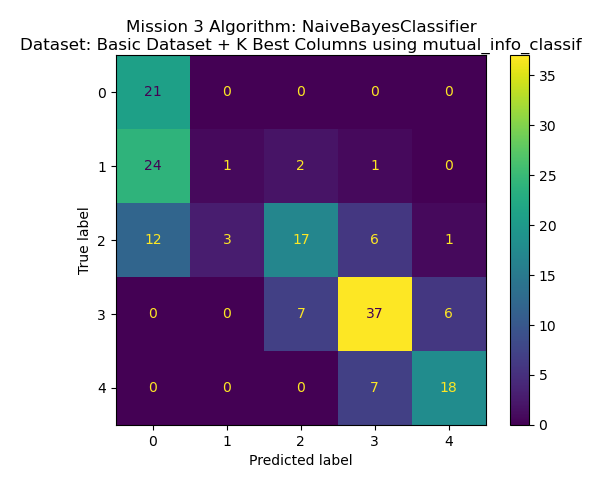 Mission 3 Algorithm: NaiveBayesClassifier
Dataset: Basic Dataset + K Best Columns using mutual_info_classif
0 21 0 0 0 0
1 24 1 2 1 0
2 12 3 17 6 1
3 0 0 7 37 6
4 0 0 0 7 18
0 1 2 3 4
True label
Predicted label
35
30
25
20
15
10
5
0